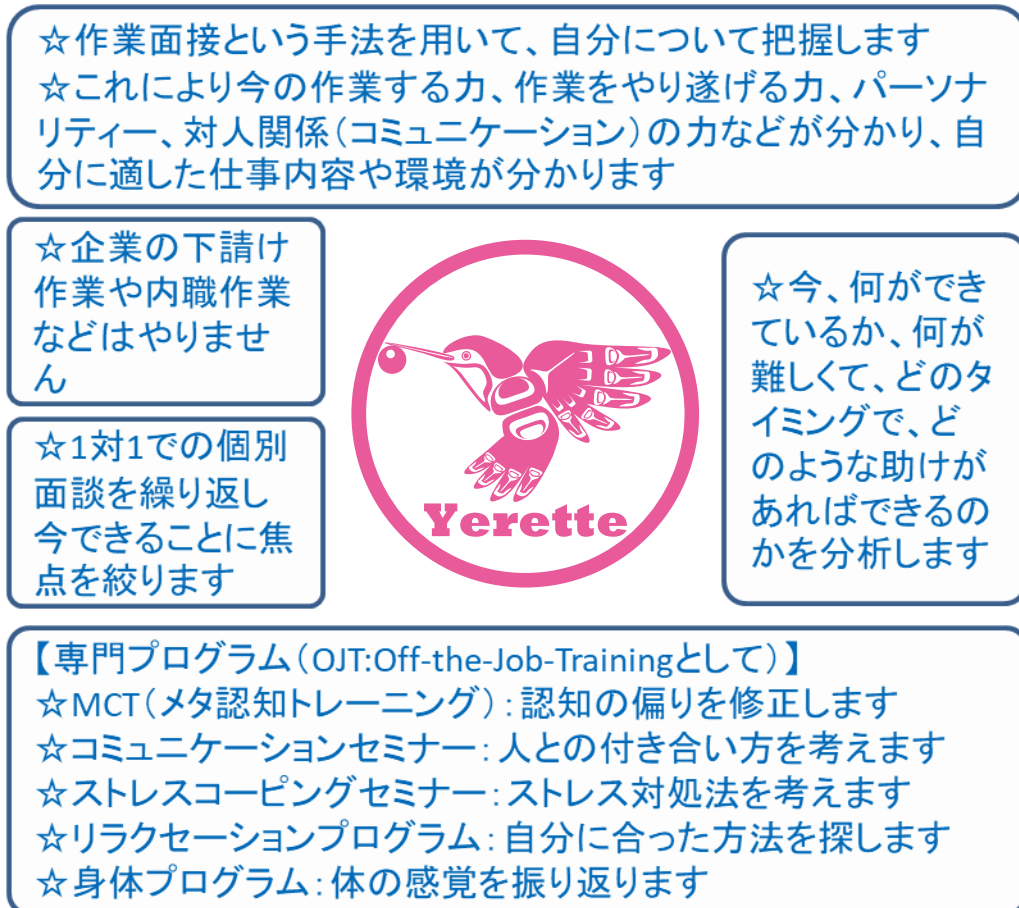 ☆作業面接という手法を用いて、自分について把握します
☆これにより今の作業する力、作業をやり遂げる力、パーソナ
リティー、対人関係（コミュニケーション）の力などが分かり、自
分に適した仕事内容や環境が分かります
☆企業の下請け
作業や内職作業
などはやりませ
ん
☆1対1での個別
面談を繰り返し
今できることに焦
点を絞ります
Yerette
☆今、何ができ
ているか、何が
難しくて、どのタ
イミングで、ど
のような助けが
あればできるの
かを分析します
【専門プログラム（OJT:Off-the-Job-Trainingとして）】
☆MCT（メタ認知トレーニング）：認知の偏りを修正します
☆コミュニケーションセミナー：人との付き合い方を考えます
☆ストレスコーピングセミナー：ストレス対処法を考えます
☆リラクセーションプログラム：自分に合った方法を探します
☆身体プログラム：体の感覚を振り返ります